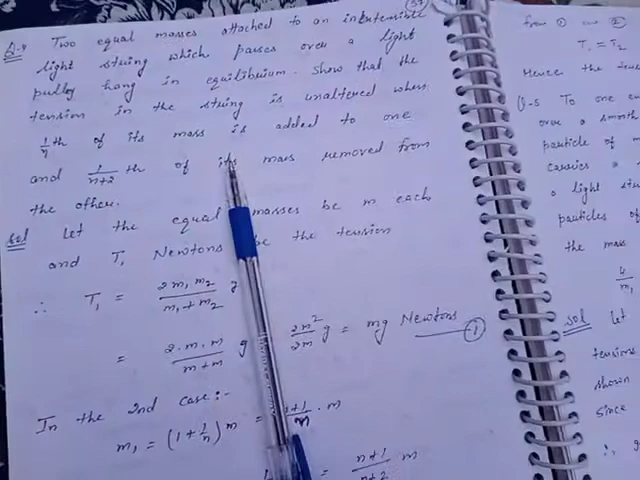 Q.4 Two equal masses attached to an inextensible
light string which passes over a light
pulley hang in equilibrium. Show that the
tension in the string is unaltered when
1/n th of its mass is added to one
and 1/(n+2) th of its mass removed from
the other.
Sol Let the equal masses be m each
and T₁ Newtons be the tension
∴ T₁ = 2m₁m₂/(m₁+m₂) g
= 2·m·m/(m+m) g 2m²/2m g = mg Newtons — ①
In the 2nd case:-
m₁ = (1+1/n)m = n+1/n · m
= n+1/n+2 m
from ① and ②
T₁ = T₂
Hence the
Q-5 To one
over a smooth
particle of m
carries a
a light
particles of
the mass
4/m₁
Sol Let
tensions
shown
Since
∴